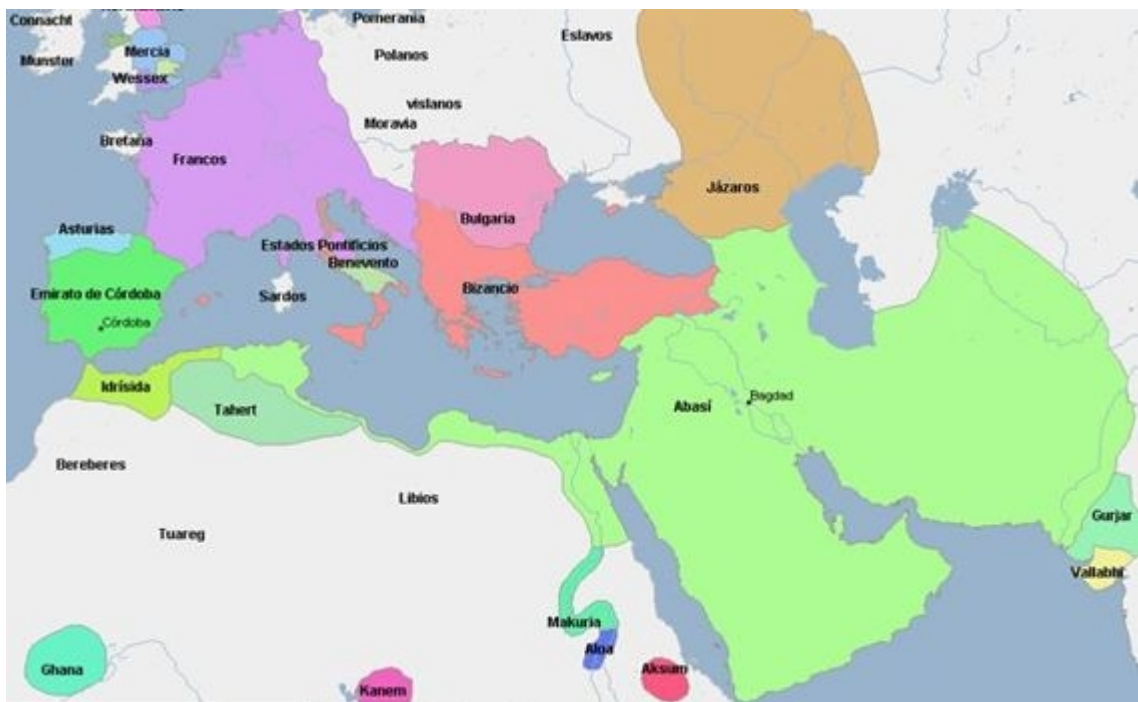 Connacht
Pomerania
Eslavos
Munster
Mercia
Polanos
Wessex
vislanos
Moravia
Bretaña
Francos
Jázaros
Bulgaria
Asturias
Estados Pontificios
Benevento
Emirato de Córdoba
Sardos
Bizancio
Córdoba
Idrísida
Tahert
Abasí
Bagdad
Bereberes
Libios
Tuareg
Gurjar
Vallabhi
Makuria
Aloa
Ghana
Kanem
Aksum